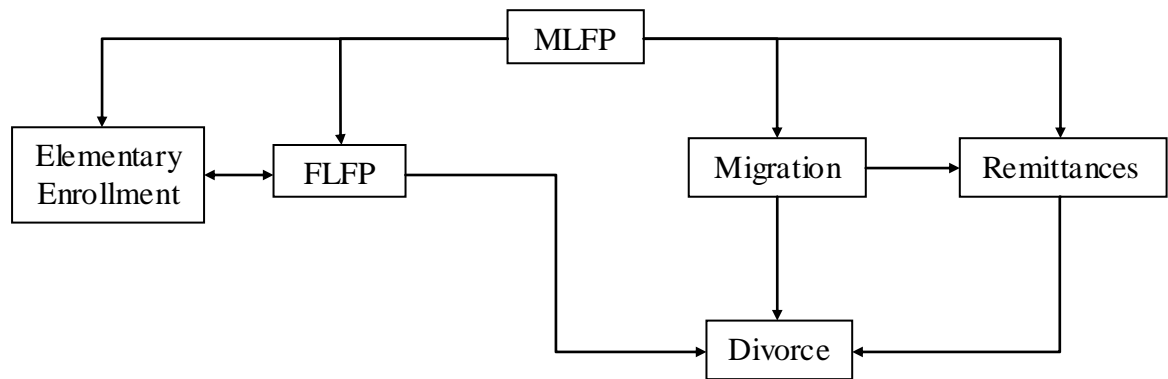 MLFP
Elementary
Enrollment
FLFP
Migration
Remittances
Divorce